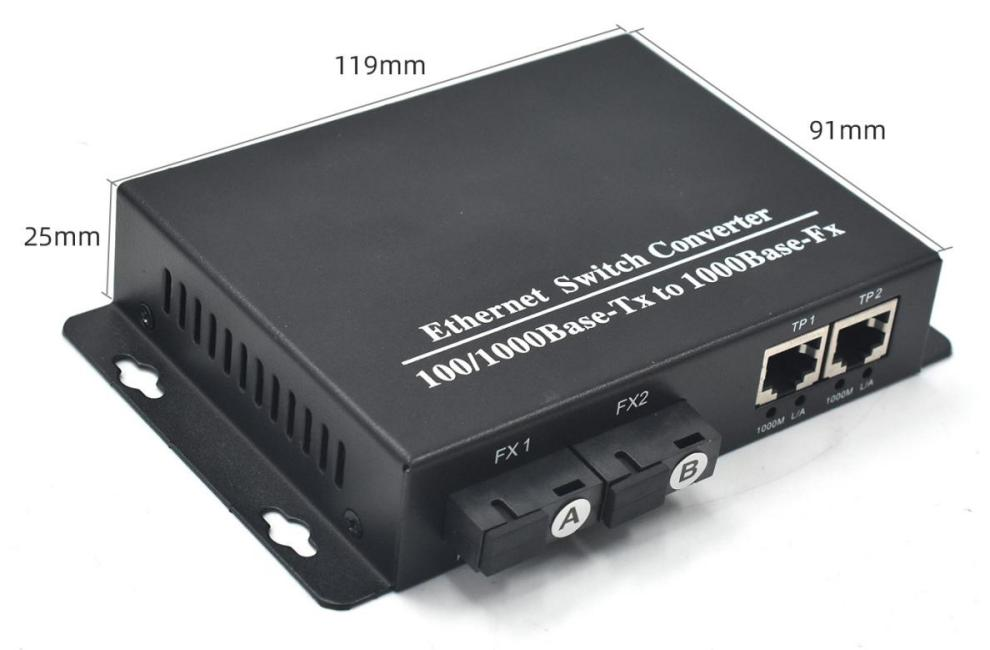 119mm
91mm
25mm
Ethernet Switch Converter
100/1000Base-Tx to 1000Base-Fx
TP1
TP2
1000M L/A
1000M L/A
FX1
FX2
A
B